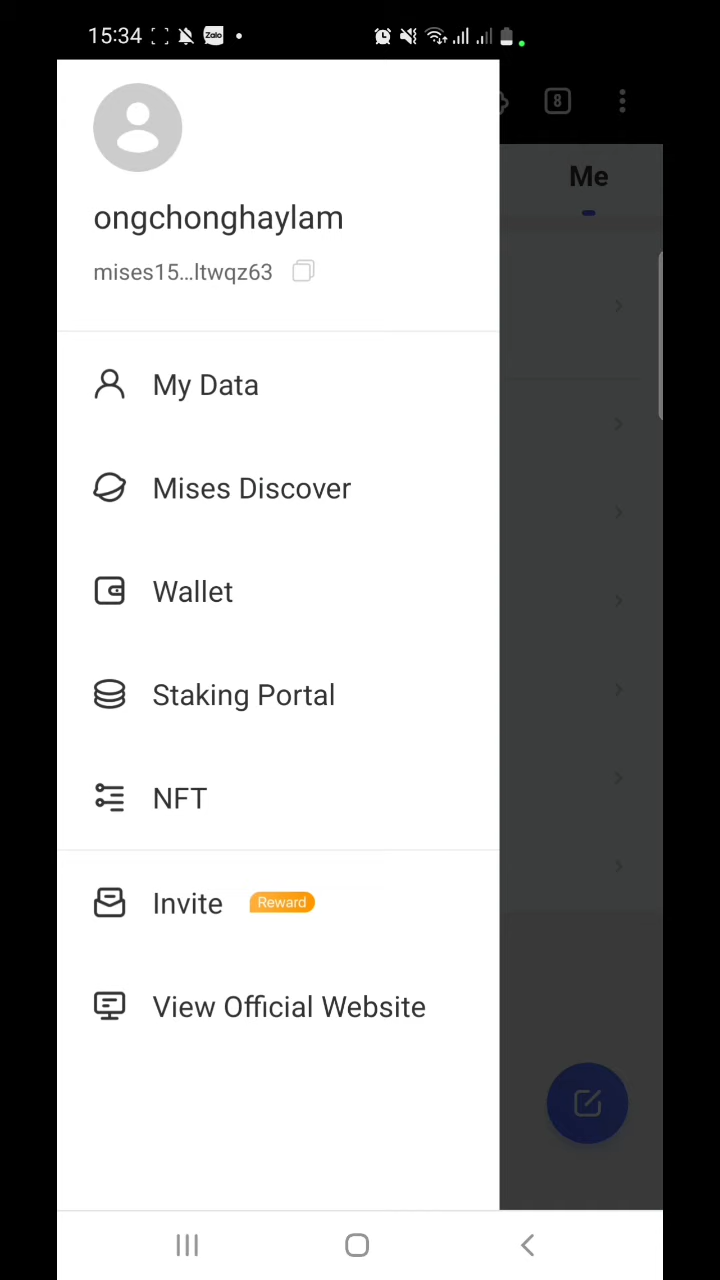 15:34 Zalo
8
Me
ongchonghaylam
mises15...ltwqz63
My Data
Mises Discover
Wallet
Staking Portal
NFT
Invite Reward
View Official Website